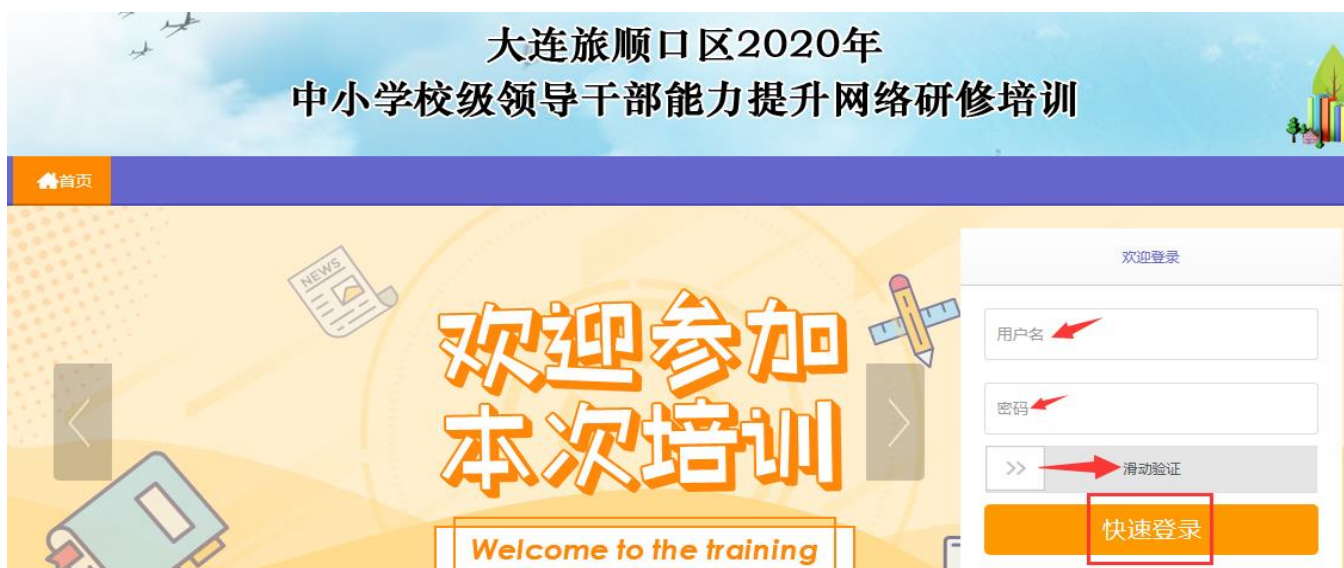 大连旅顺口区2020年
中小学校级领导干部能力提升网络研修培训
首页
NEWS
欢迎参加
本次培训
Welcome to the training
欢迎登录
用户名
密码
>> 滑动验证
快速登录